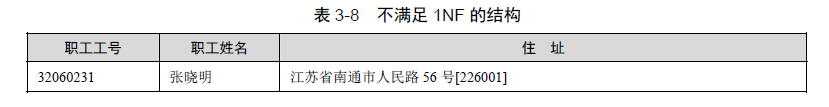 表 3-8 不满足 1NF 的结构
职工工号 职工姓名 住 址
32060231 张晓明 江苏省南通市人民路 56 号[226001]